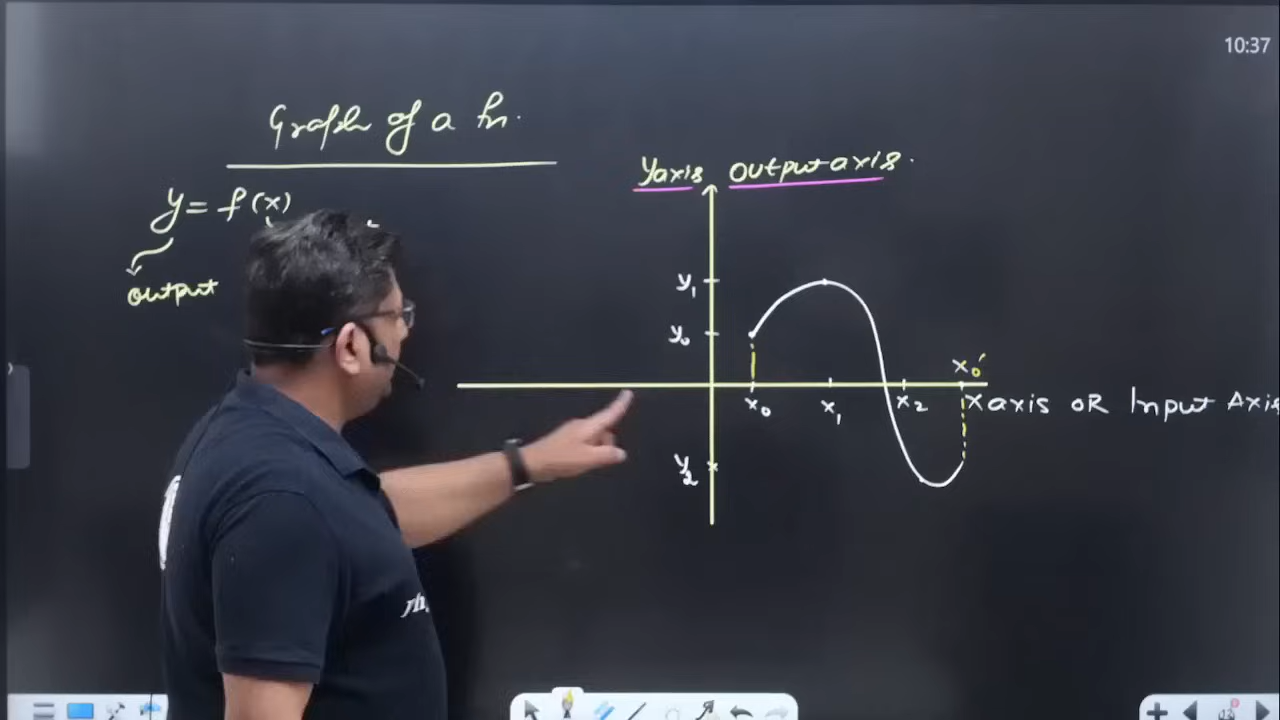 10:37
Graph of a fn.
Yaxis Output axis.
y = f(x)
output
y₁
y₀
x₀′
x₀ x₁ x₂ X axis OR Input Axis
y₂